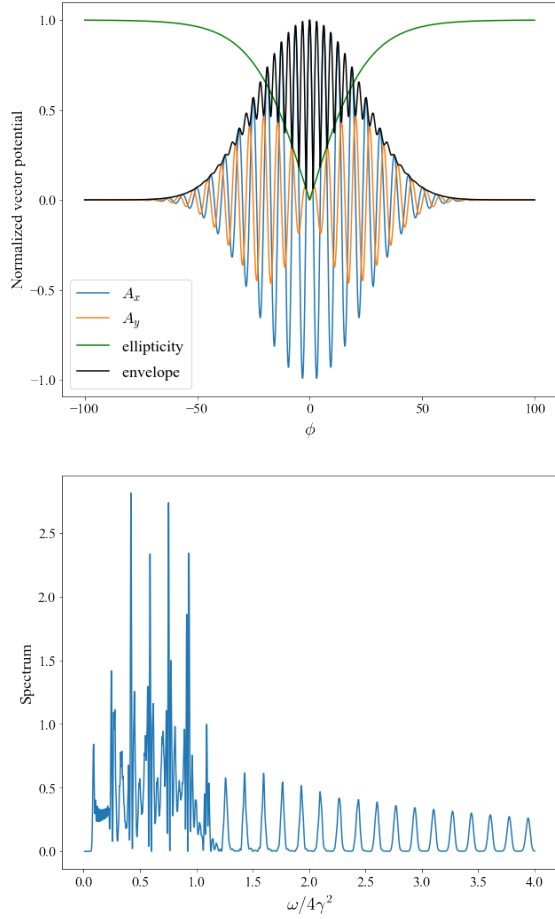 1.0
0.5
0.0
−0.5
−1.0
Normalized vector potential
A_x
A_y
ellipticity
envelope
−100 −50 0 50 100
ϕ
2.5
2.0
1.5
1.0
0.5
0.0
Spectrum
0.0 0.5 1.0 1.5 2.0 2.5 3.0 3.5 4.0
ω/4γ²